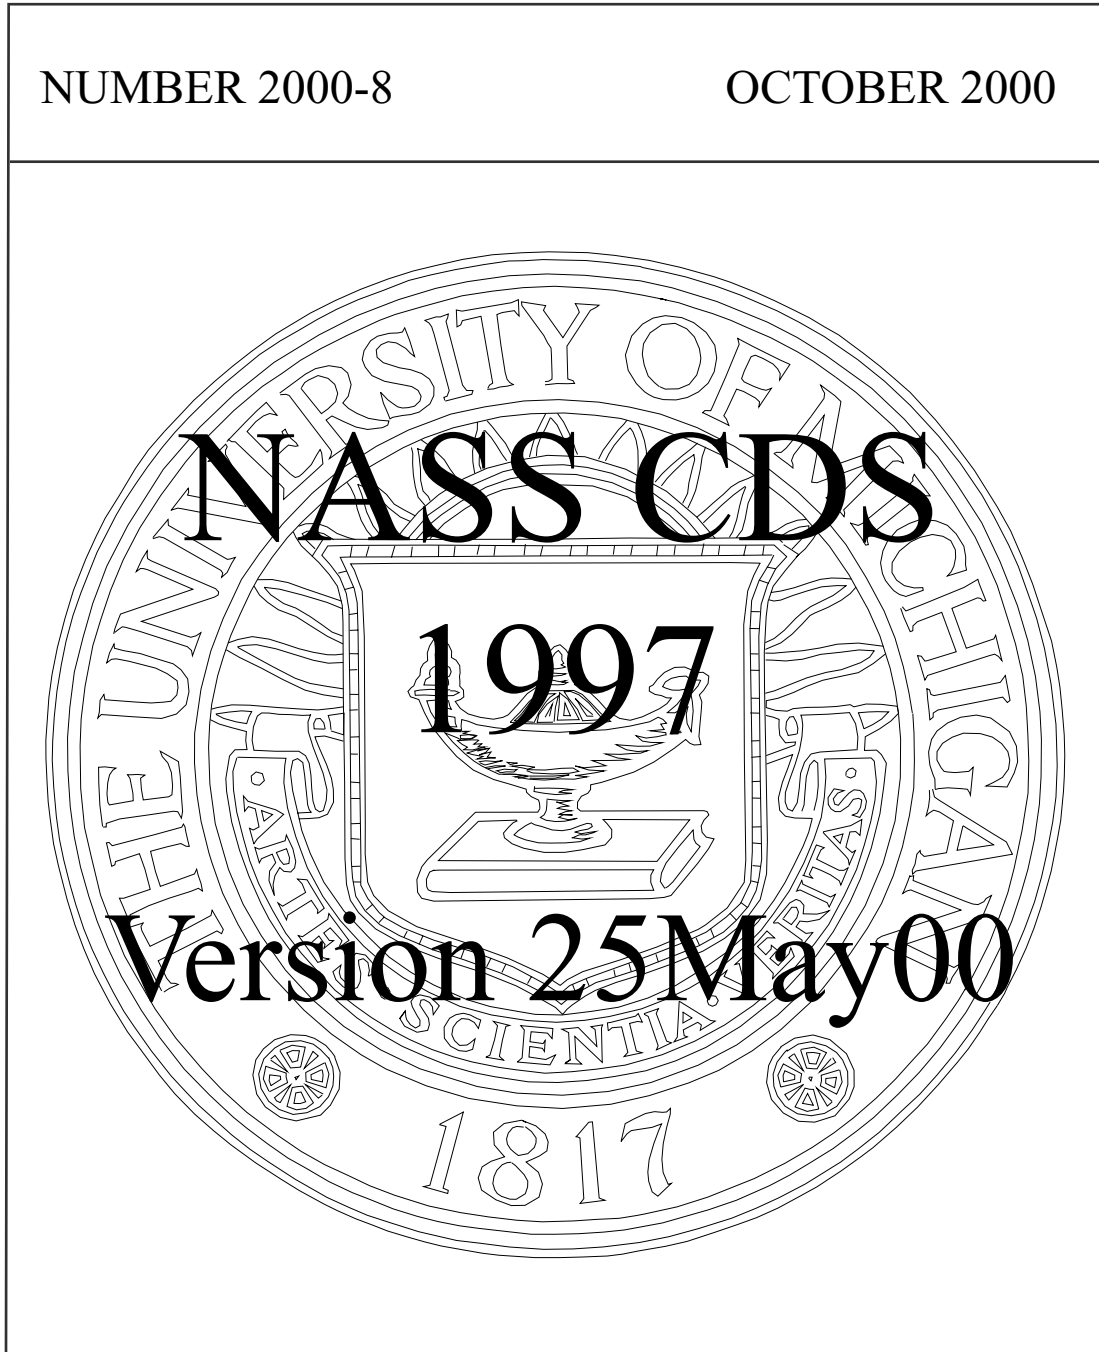 NUMBER 2000-8
OCTOBER 2000
THE UNIVERSITY OF MICHIGAN
NASS CDS
1997
ARTES SCIENTIA VERITAS
Version 25May00
1817